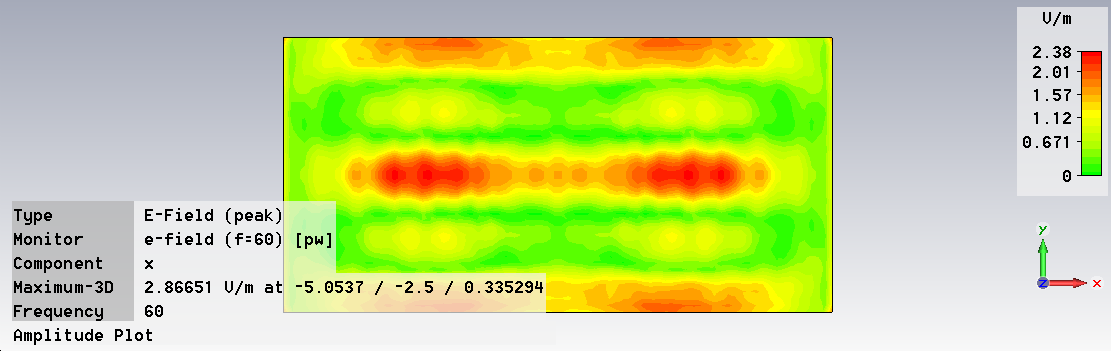 V/m
2.38
2.01
1.57
1.12
0.671
0
Type E-Field (peak)
Monitor e-field (f=60) [pw]
Component x
Maximum-3D 2.86651 V/m at -5.0537 / -2.5 / 0.335294
Frequency 60
Amplitude Plot
y
z x